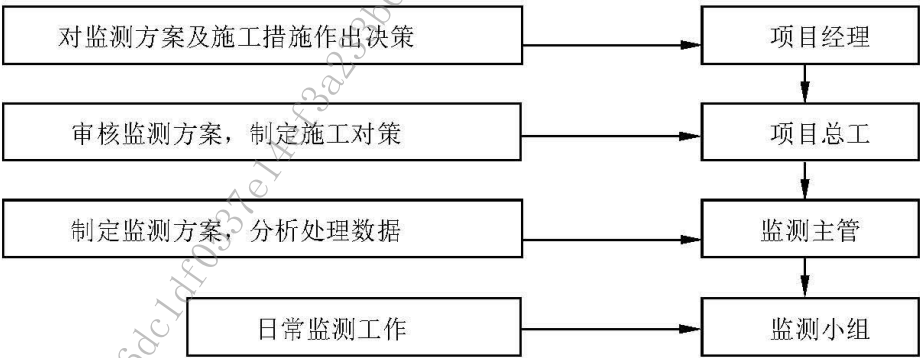 对监测方案及施工措施作出决策
项目经理
审核监测方案，制定施工对策
项目总工
制定监测方案，分析处理数据
监测主管
日常监测工作
监测小组